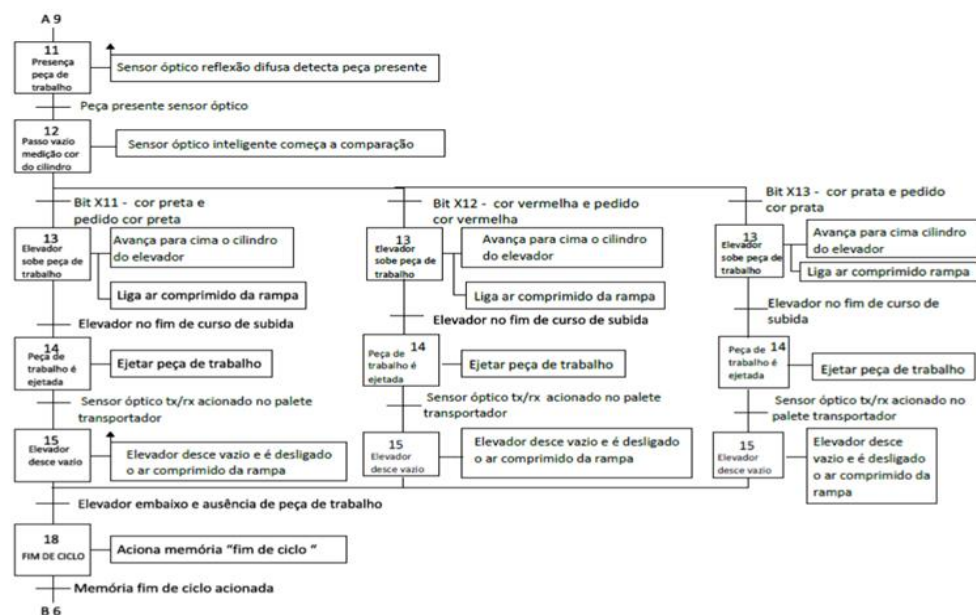 A 9
11
Presença
peça de
trabalho
Sensor óptico reflexão difusa detecta peça presente
Peça presente sensor óptico
12
Passo vazio
medição cor
do cilindro
Sensor óptico inteligente começa a comparação
Bit X11 - cor preta e
pedido cor preta
Bit X12 - cor vermelha e pedido
cor vermelha
Bit X13 - cor prata e pedido
cor prata
13
Elevador
sobe peça de
trabalho
Avança para cima o cilindro
do elevador
Liga ar comprimido da rampa
13
Elevador
sobe peça de
trabalho
Avança para cima o cilindro
do elevador
Liga ar comprimido da rampa
13
Elevador
sobe peça de
trabalho
Avança para cima cilindro
do elevador
Liga ar comprimido rampa
Elevador no fim de curso de subida
Elevador no fim de curso de subida
Elevador no fim de curso de
subida
14
Peça de
trabalho é
ejetada
Ejetar peça de trabalho
Peça de 14
trabalho é
ejetada
Ejetar peça de trabalho
Peça de 14
trabalho é
ejetada
Ejetar peça de trabalho
Sensor óptico tx/rx acionado no palete
transportador
Sensor óptico tx/rx acionado no palete
transportador
Sensor óptico tx/rx acionado no
palete transportador
15
Elevador
desce vazio
Elevador desce vazio e é desligado
o ar comprimido da rampa
15
Elevador
desce vazio
Elevador desce vazio e é desligado
o ar comprimido da rampa
15
Elevador
desce vazio
Elevador desce
vazio e é desligado
o ar comprimido da
rampa
Elevador embaixo e ausência de peça de trabalho
18
FIM DE CICLO
Aciona memória "fim de ciclo "
Memória fim de ciclo acionada
B 6